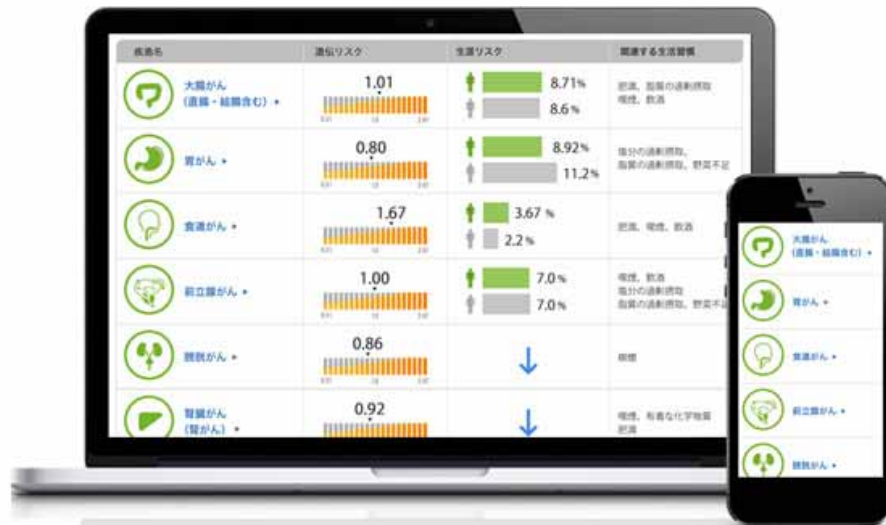 疾患名 遺伝リスク 生涯リスク 関連する生活習慣
大腸がん
(直腸・結腸含む)
1.01
8.71%
8.6%
肥満、脂質の過剰摂取
喫煙、飲酒
胃がん
0.80
8.92%
11.2%
塩分の過剰摂取、
脂質の過剰摂取、野菜不足
食道がん
1.67
3.67 %
2.2%
肥満、喫煙、飲酒
前立腺がん
1.00
7.0%
7.0%
喫煙、飲酒
塩分の過剰摂取
脂質の過剰摂取、野菜不足
膀胱がん
0.86
喫煙
腎臓がん
(腎がん)
0.92
喫煙、有毒な化学物質
肥満
大腸がん
(直腸・結腸含む)
胃がん
食道がん
前立腺がん
膀胱がん